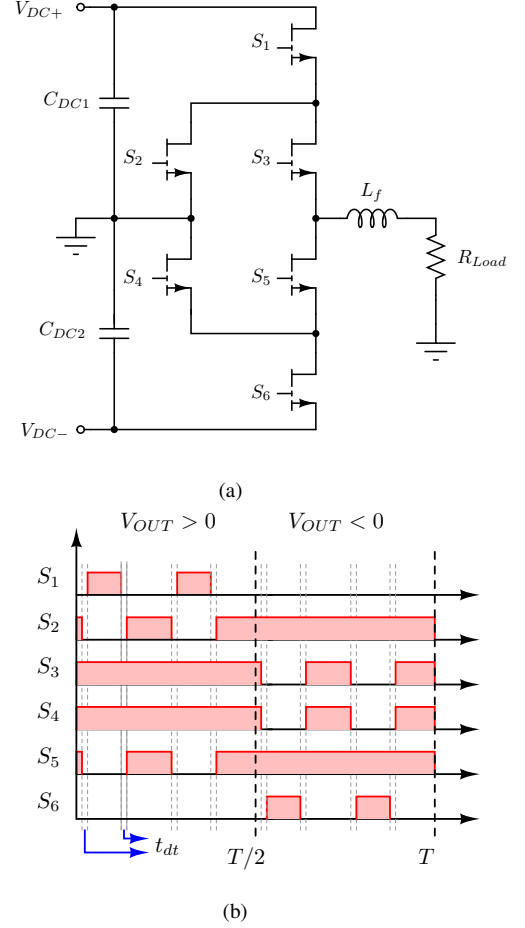 V_{DC+}
S_1
C_{DC1}
S_2
S_3
L_f
S_4
S_5
R_{Load}
C_{DC2}
S_6
V_{DC-}
(a)
V_{OUT} > 0
V_{OUT} < 0
S_1
S_2
S_3
S_4
S_5
S_6
t_{dt}
T/2
T
(b)